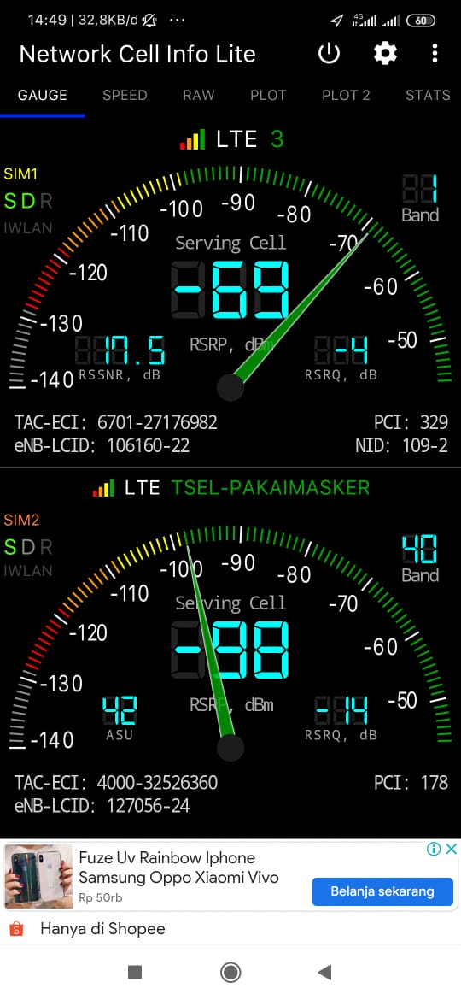 14:49 | 32,8KB/d ... 4G 60
Network Cell Info Lite
GAUGE SPEED RAW PLOT PLOT 2 STATS
LTE 3
SIM1
SDR
IWLAN
1
Band
-140 -130 -120 -110 -100 -90 -80 -70 -60 -50
Serving Cell
-69
RSRP, dBm
17.5
RSSNR, dB
-4
RSRQ, dB
TAC-ECI: 6701-27176982
PCI: 329
eNB-LCID: 106160-22
NID: 109-2
LTE TSEL-PAKAIMASKER
SIM2
SDR
IWLAN
40
Band
-140 -130 -120 -110 -100 -90 -80 -70 -60 -50
Serving Cell
-98
RSRP, dBm
42
ASU
-14
RSRQ, dB
TAC-ECI: 4000-32526360
PCI: 178
eNB-LCID: 127056-24
Fuze Uv Rainbow Iphone
Samsung Oppo Xiaomi Vivo
Rp 50rb
Belanja sekarang
Hanya di Shopee